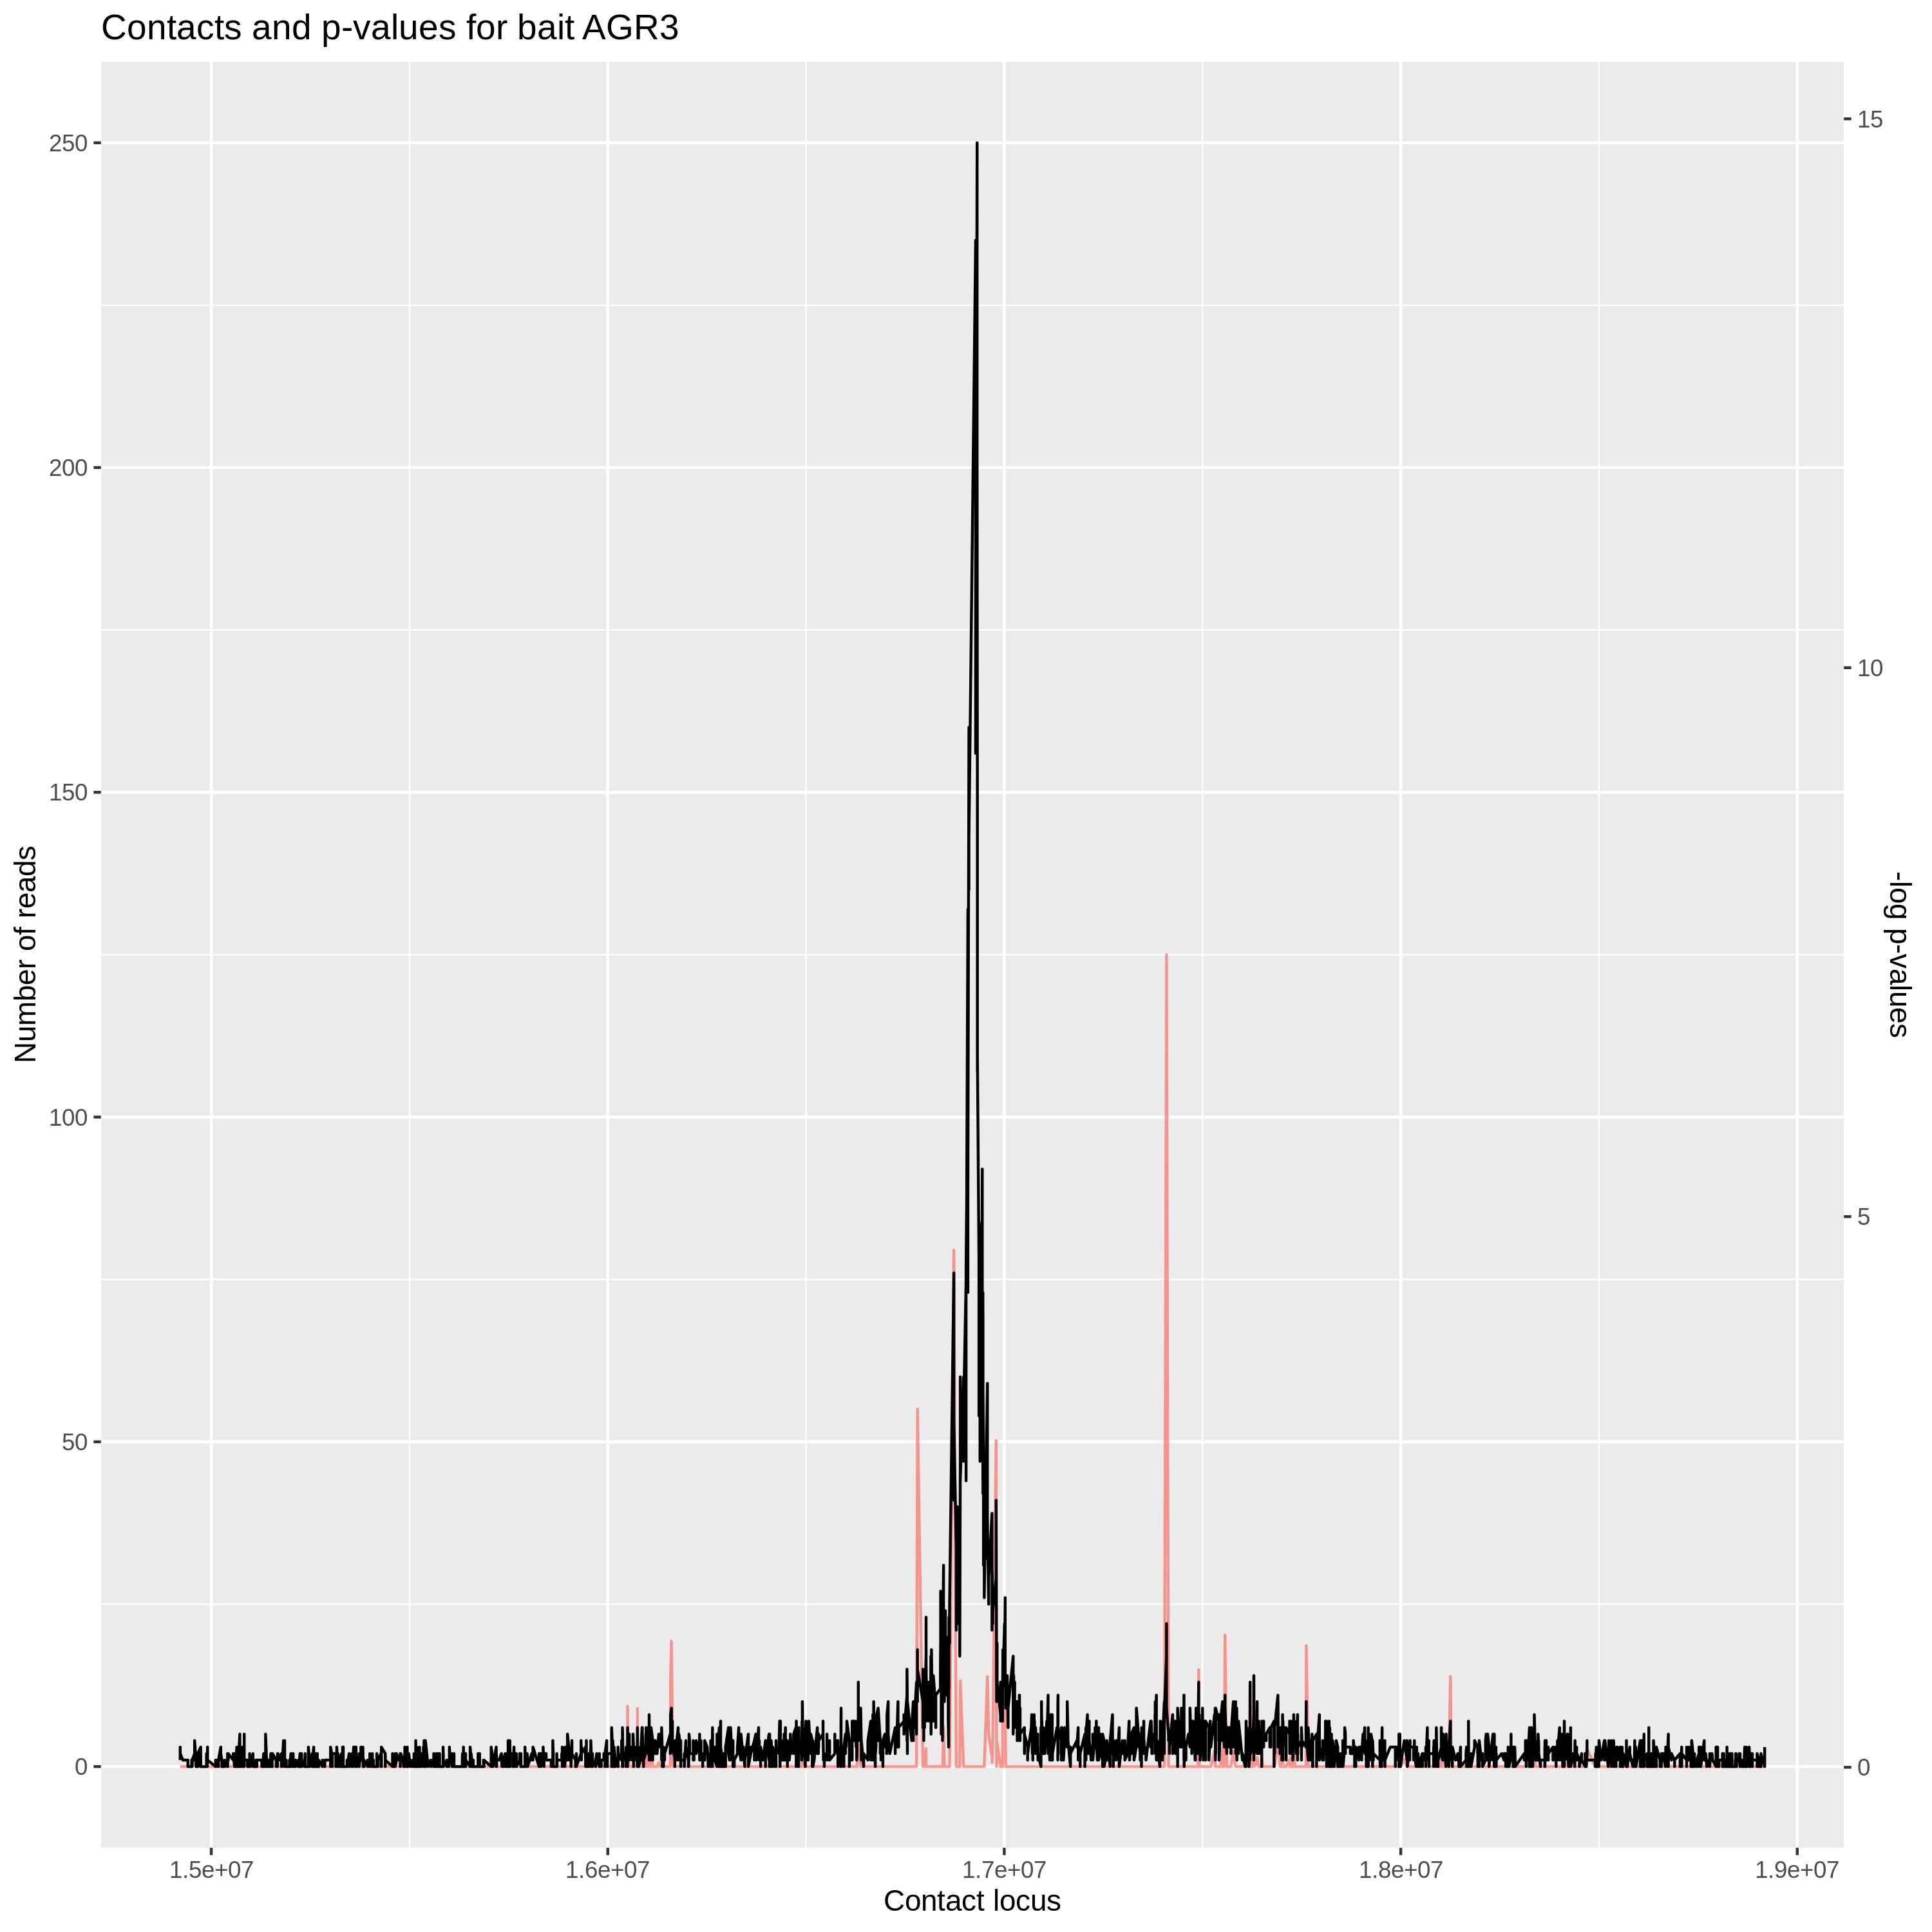 Contacts and p-values for bait AGR3
250
200
150
100
50
0
Number of reads
15
10
5
0
-log p-values
1.5e+07 1.6e+07 1.7e+07 1.8e+07 1.9e+07
Contact locus